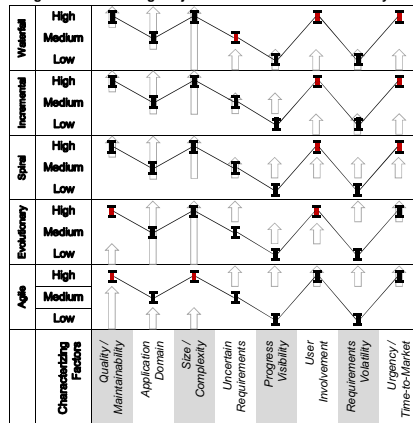 Waterfall
High
Medium
Low
Incremental
High
Medium
Low
Spiral
High
Medium
Low
Evolutionary
High
Medium
Low
Agile
High
Medium
Low
Characterizing
Factors
Quality /
Maintainability
Application
Domain
Size /
Complexity
Uncertain
Requirements
Progress
Visibility
User
Involvement
Requirements
Volatility
Urgency /
Time-to-Market